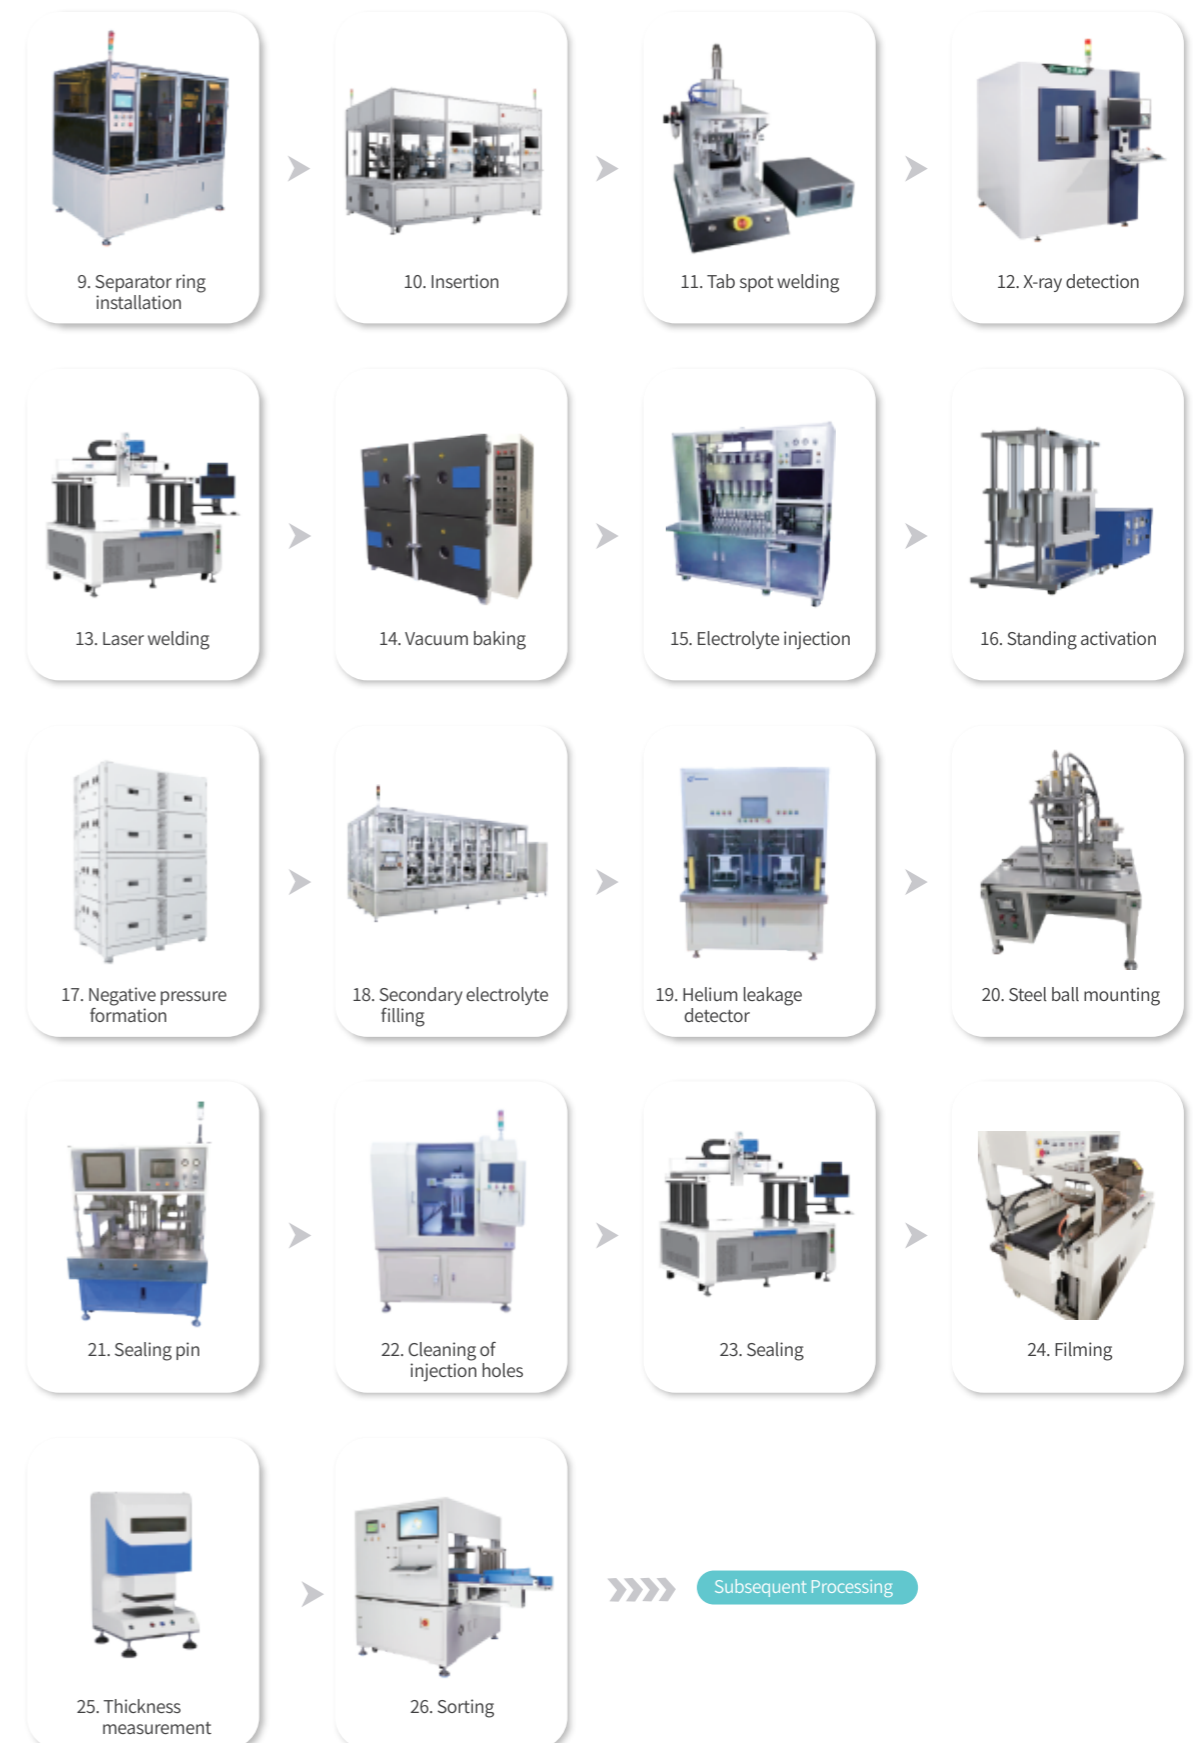 9. Separator ring
installation
10. Insertion
11. Tab spot welding
12. X-ray detection
13. Laser welding
14. Vacuum baking
15. Electrolyte injection
16. Standing activation
17. Negative pressure
formation
18. Secondary electrolyte
filling
19. Helium leakage
detector
20. Steel ball mounting
21. Sealing pin
22. Cleaning of
injection holes
23. Sealing
24. Filming
25. Thickness
measurement
26. Sorting
Subsequent Processing